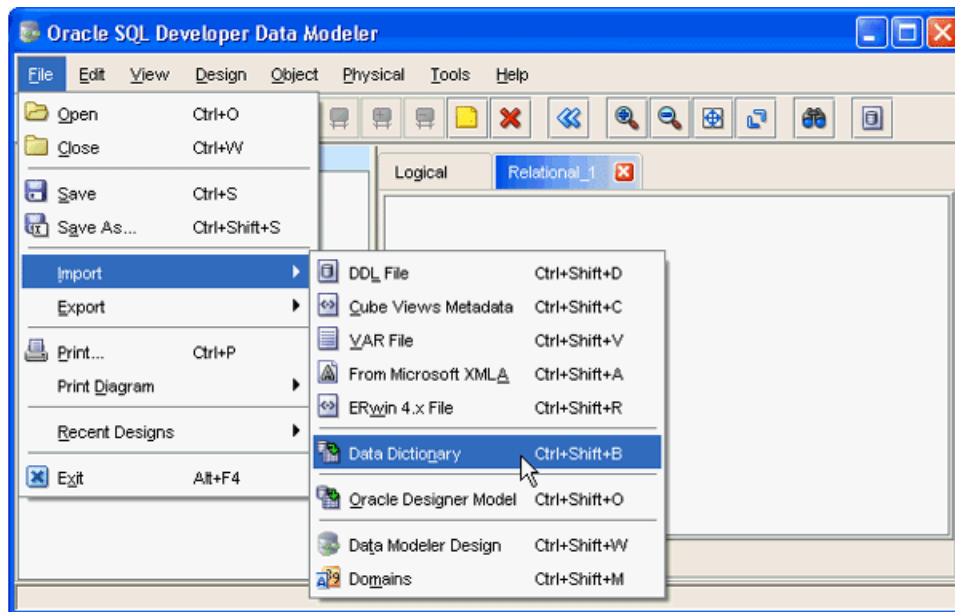 Oracle SQL Developer Data Modeler
File Edit View Design Object Physical Tools Help
Open Ctrl+O
Close Ctrl+W
Save Ctrl+S
Save As... Ctrl+Shift+S
Import
Export
Print... Ctrl+P
Print Diagram
Recent Designs
Exit Alt+F4
Logical Relational_1
DDL File Ctrl+Shift+D
Cube Views Metadata Ctrl+Shift+C
VAR File Ctrl+Shift+V
From Microsoft XMLA Ctrl+Shift+A
ERwin 4.x File Ctrl+Shift+R
Data Dictionary Ctrl+Shift+B
Oracle Designer Model Ctrl+Shift+O
Data Modeler Design Ctrl+Shift+W
Domains Ctrl+Shift+M